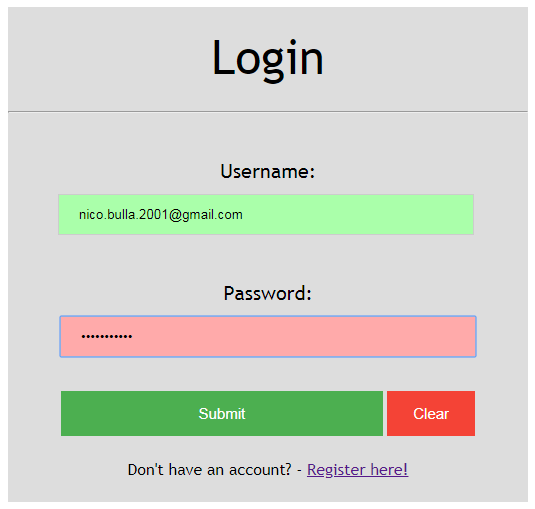 Login
Username:
nico.bulla.2001@gmail.com
Password:
•••••••••••
Submit Clear
Don't have an account? - Register here!